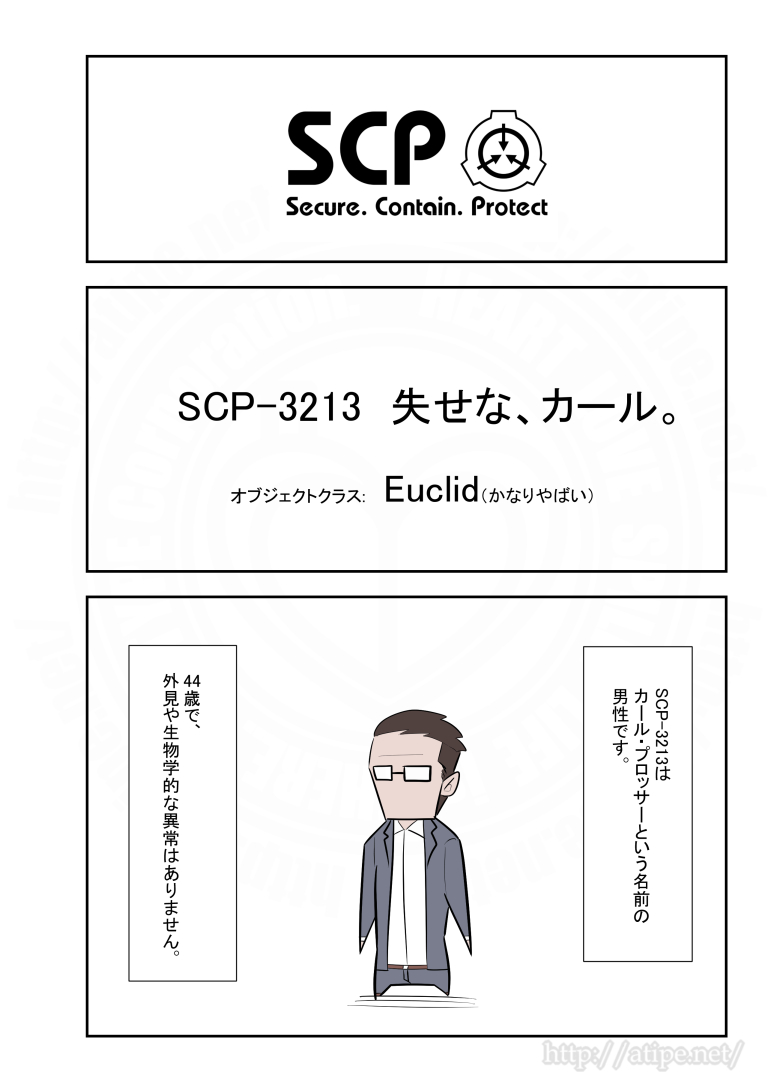 SCP
Secure. Contain. Protect
SCP-3213　失せな、カール。
オブジェクトクラス:　Euclid(かなりやばい)
SCP-3213は
カール・プロッサーという名前の
男性です。
44歳で、
外見や生物学的な異常はありません。
http://atipe.net/